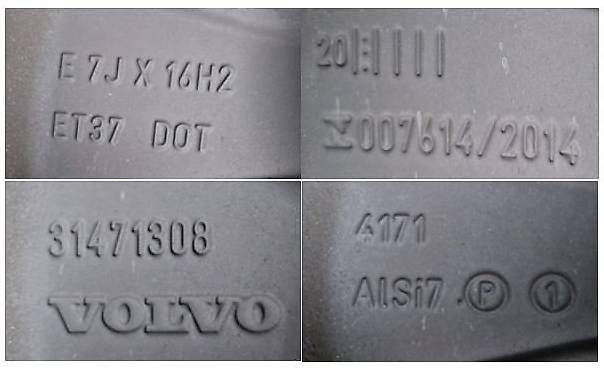 E 7J X 16H2
ET37 DOT
20
007614/2014
31471308
VOLVO
4171
AlSi7 P 1